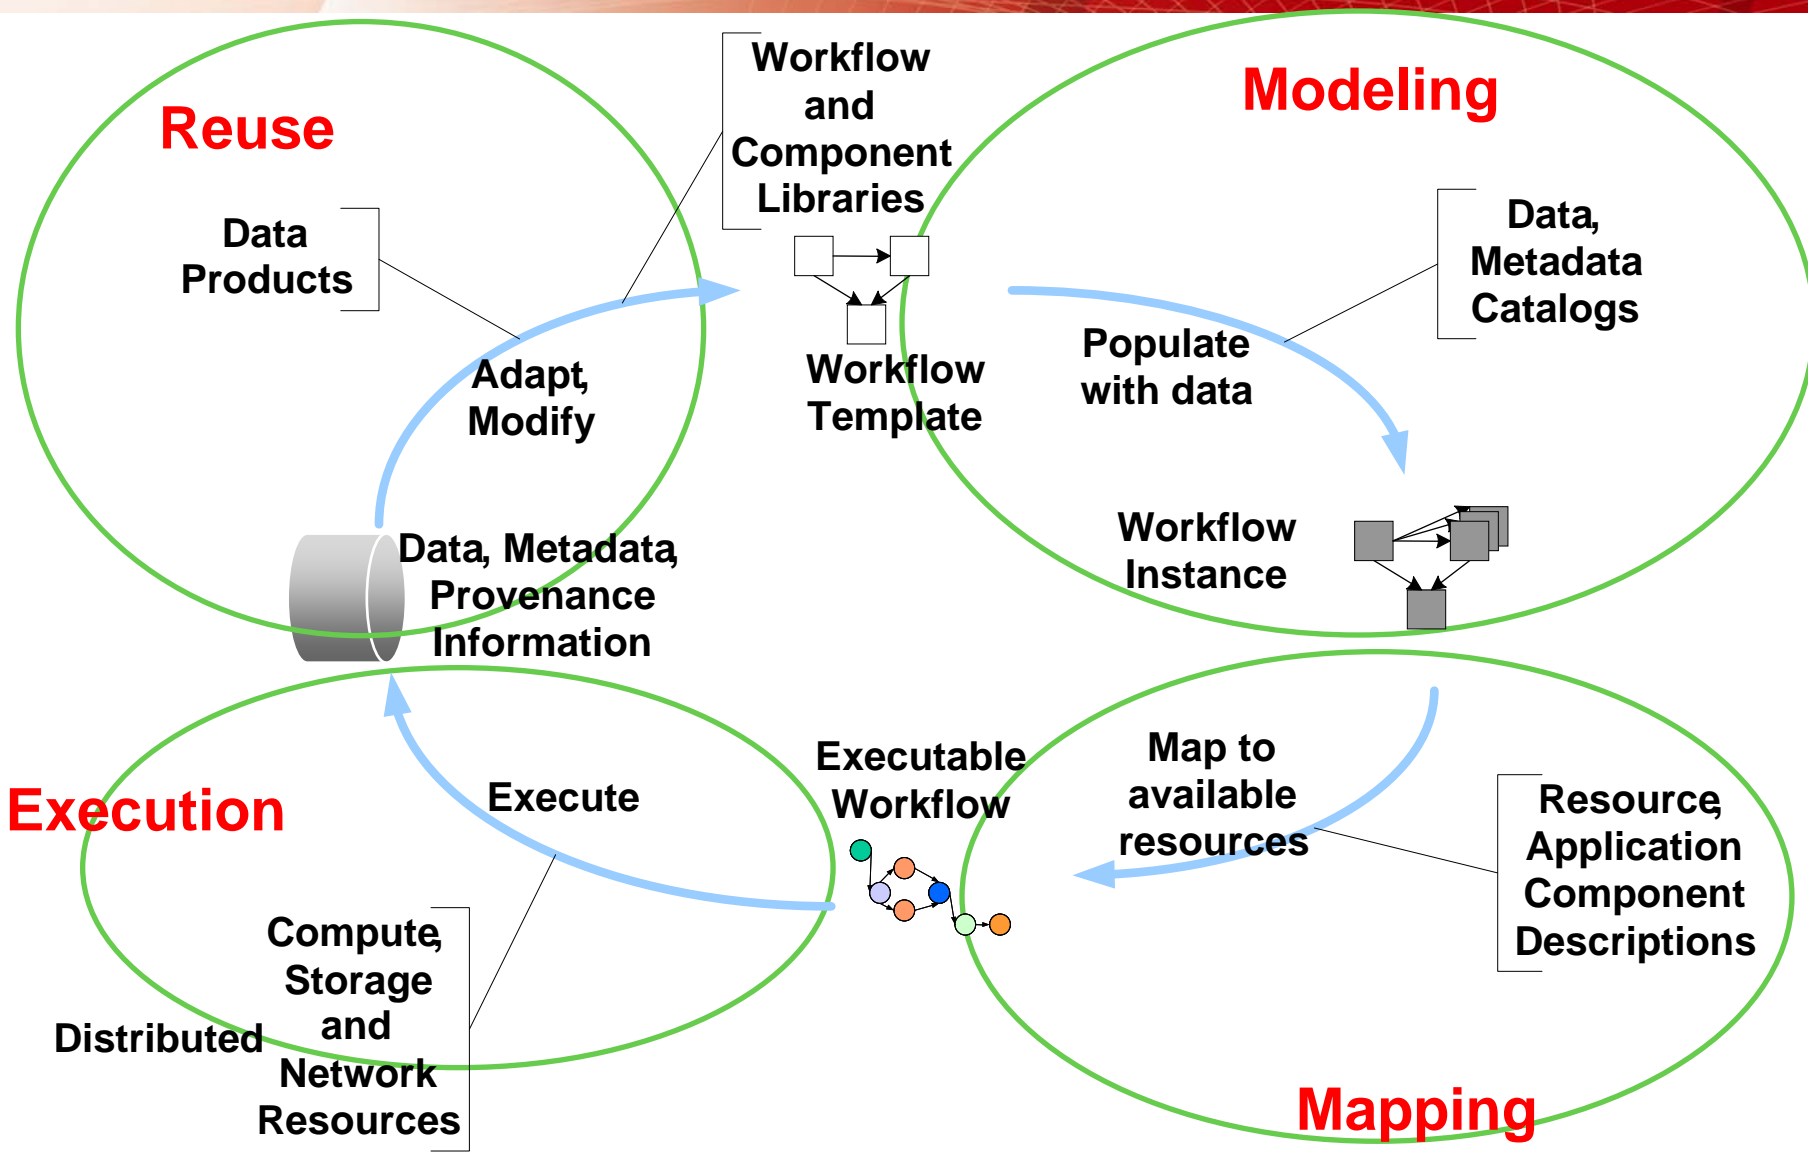 Reuse
Data
Products
Adapt,
Modify
Workflow
and
Component
Libraries
Workflow
Template
Modeling
Data,
Metadata
Catalogs
Populate
with data
Workflow
Instance
Data, Metadata,
Provenance
Information
Execution
Execute
Distributed
Compute,
Storage
and
Network
Resources
Executable
Workflow
Map to
available
resources
Resource,
Application
Component
Descriptions
Mapping